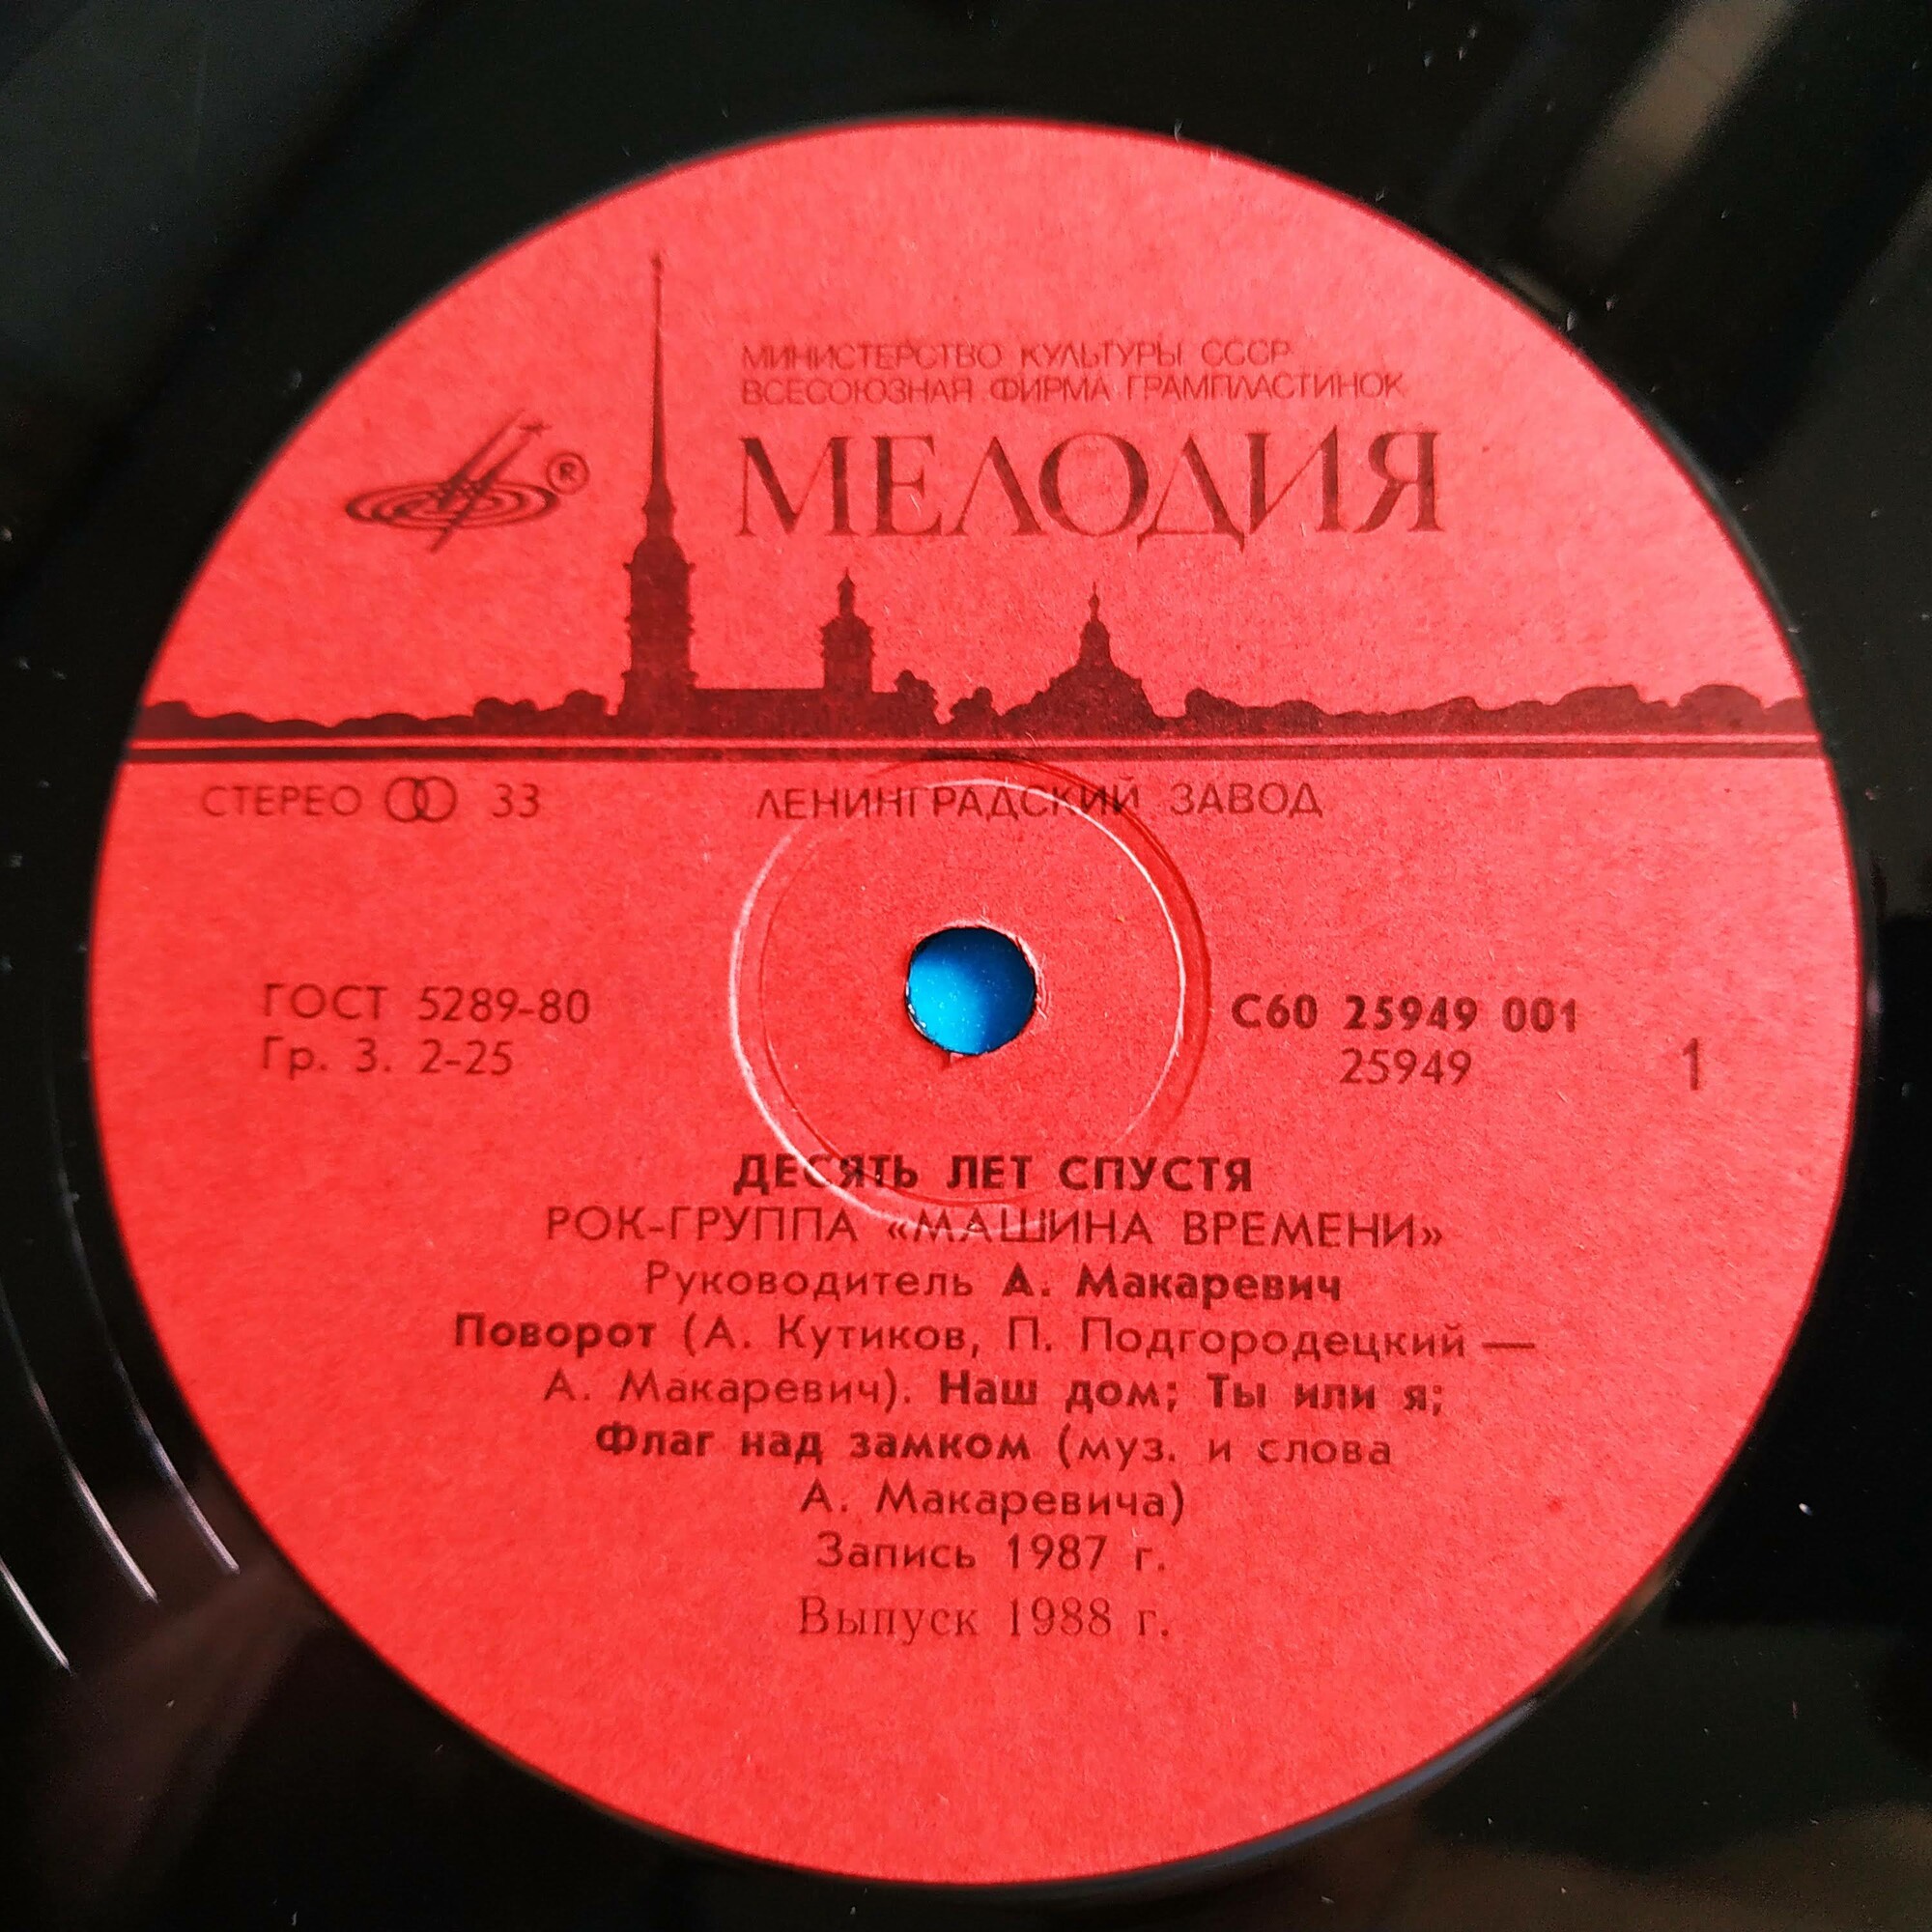 МИНИСТЕРСТВО КУЛЬТУРЫ СССР
ВСЕСОЮЗНАЯ ФИРМА ГРАМПЛАСТИНОК
МЕЛОДИЯ
®
СТЕРЕО 33
ЛЕНИНГРАДСКИЙ ЗАВОД
ГОСТ 5289-80
Гр. 3. 2-25
С60 25949 001
25949
1
ДЕСЯТЬ ЛЕТ СПУСТЯ
РОК-ГРУППА «МАШИНА ВРЕМЕНИ»
Руководитель А. Макаревич
Поворот (А. Кутиков, П. Подгородецкий —
А. Макаревич). Наш дом; Ты или я;
Флаг над замком (муз. и слова
А. Макаревича)
Запись 1987 г.
Выпуск 1988 г.